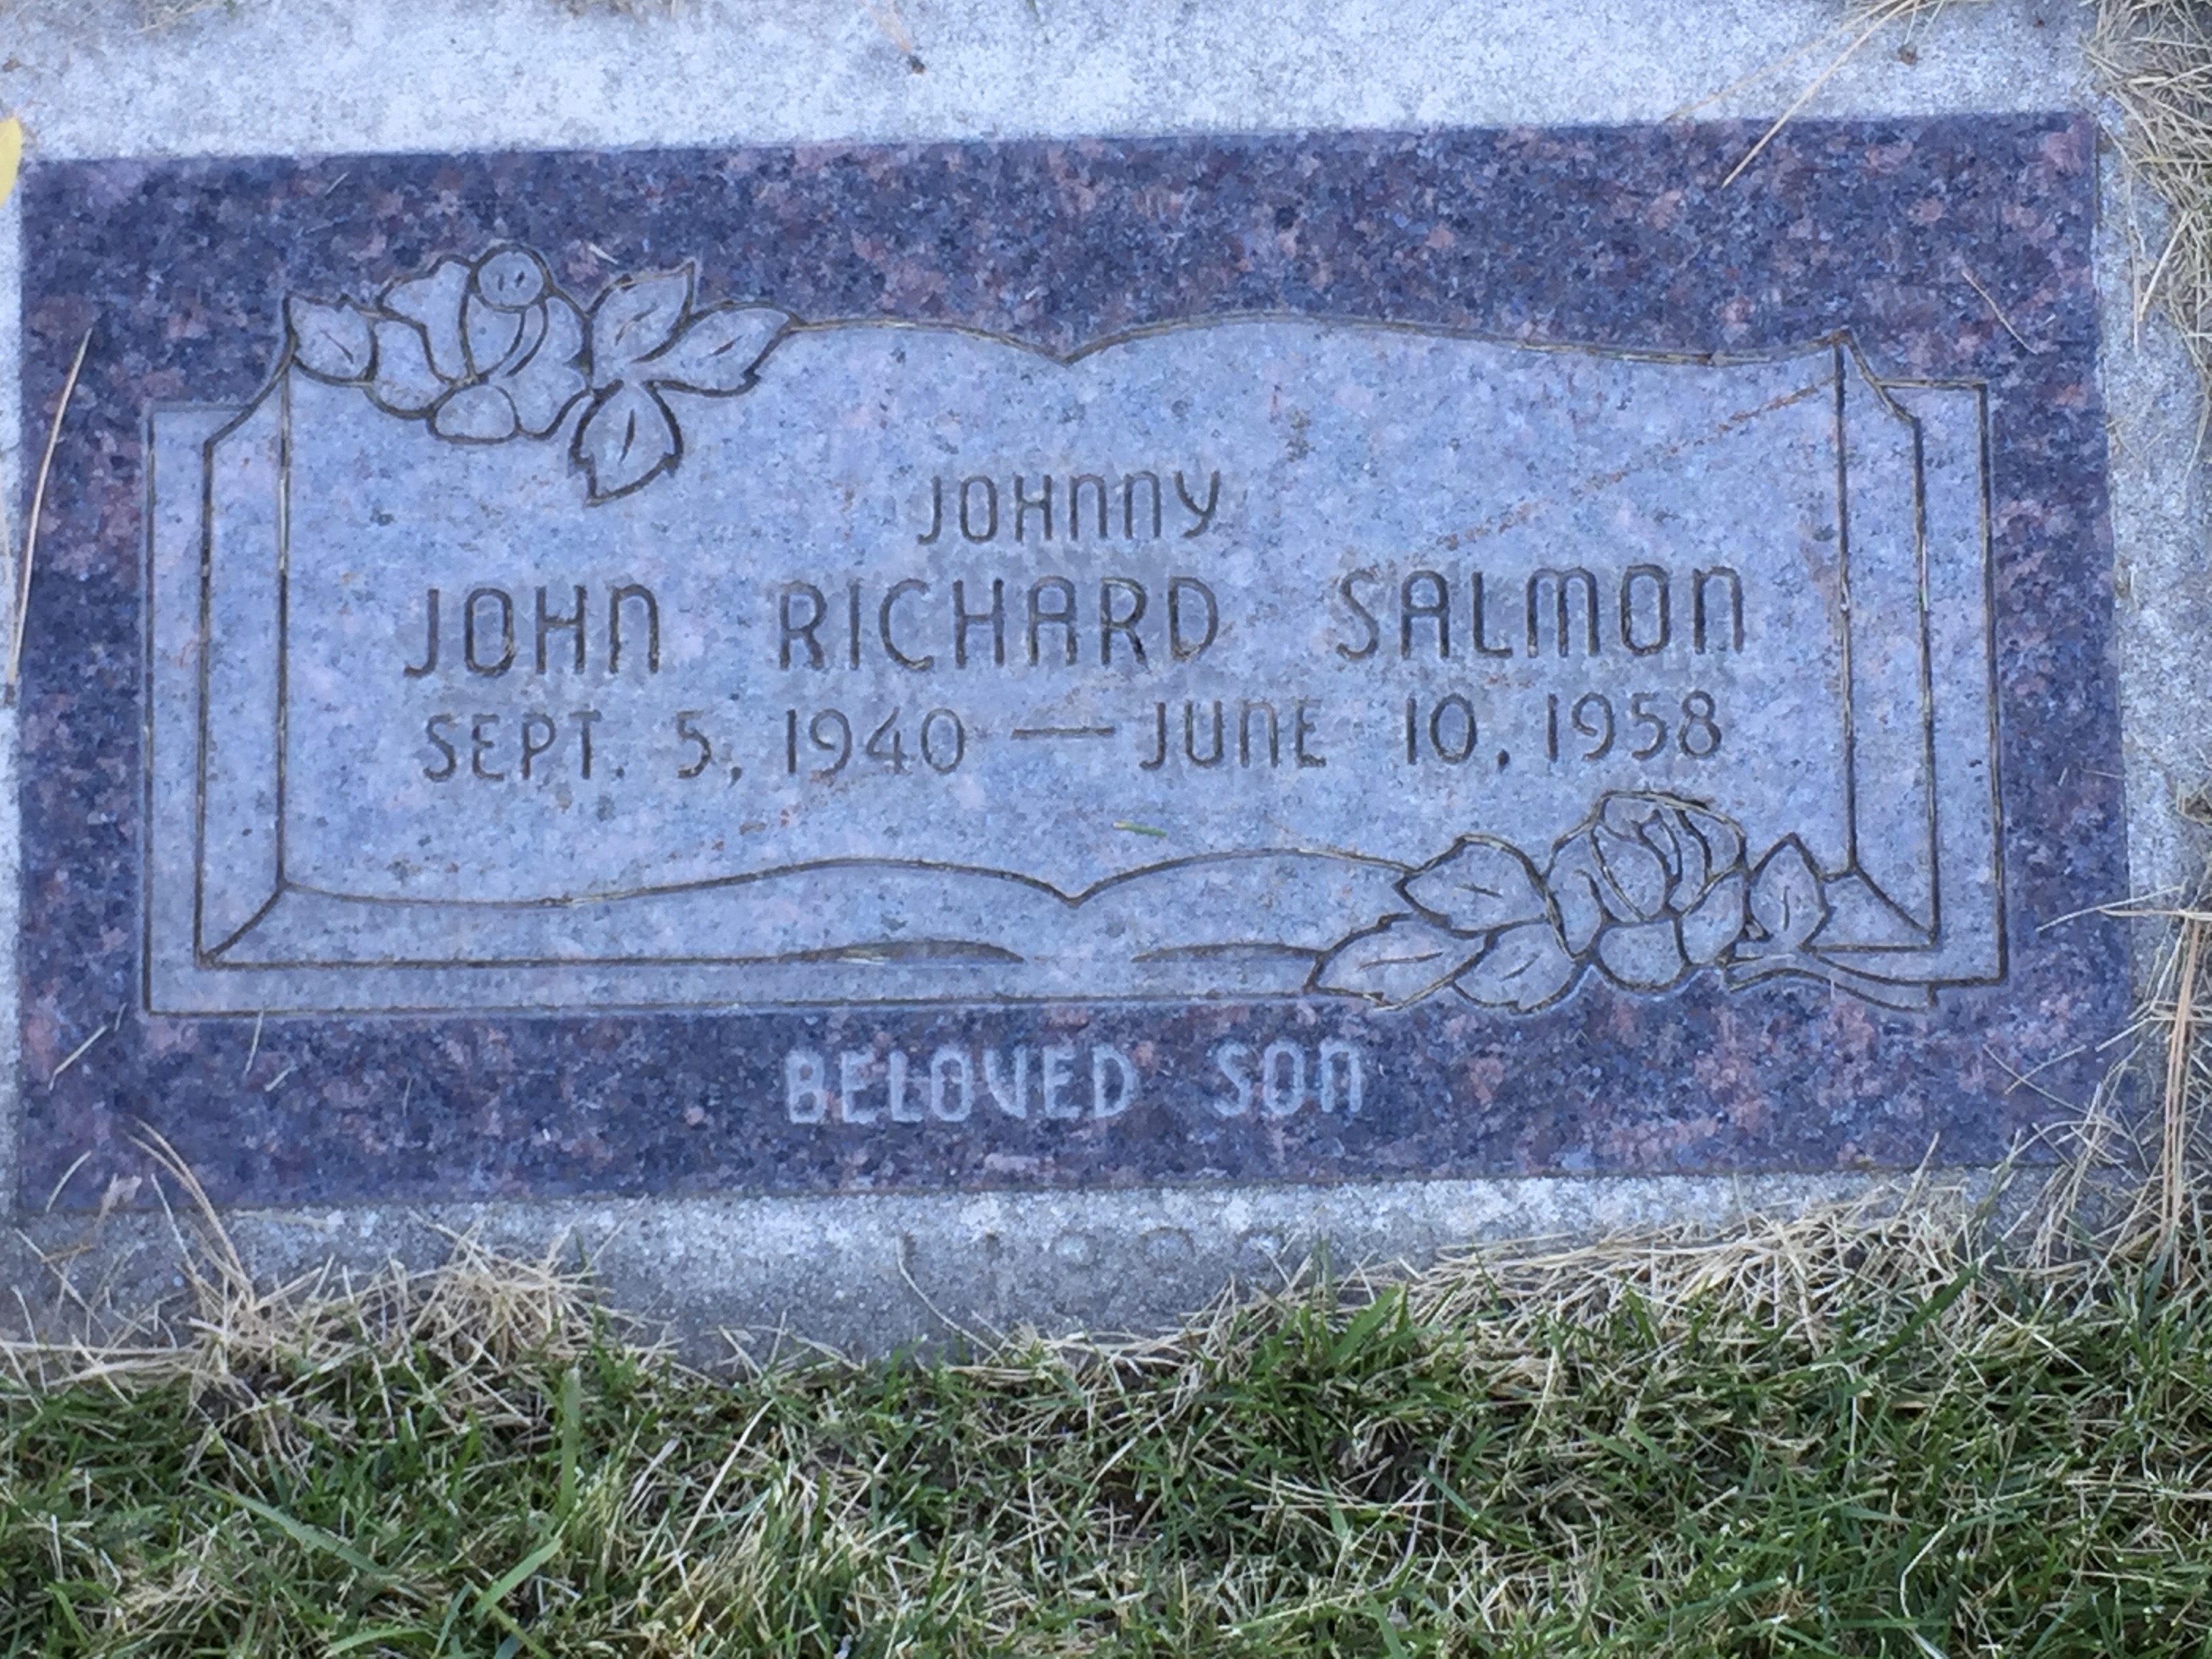 JOHNNY
JOHN RICHARD SALMON
SEPT. 5, 1940 — JUNE 10, 1958
BELOVED SON